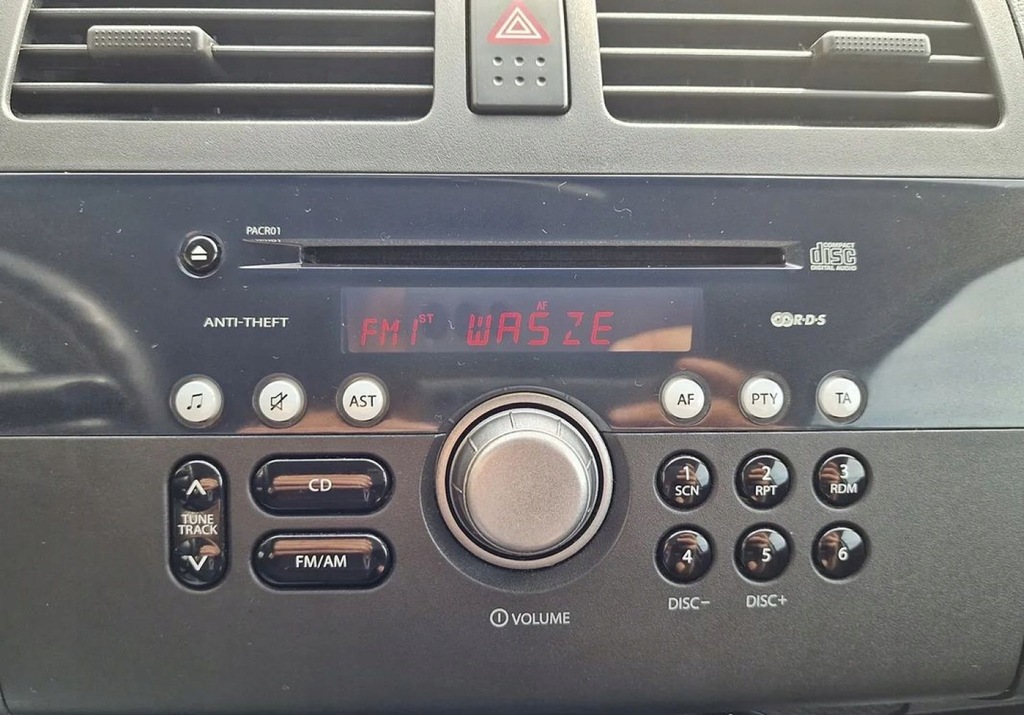 PACR01
COMPACT
disc
DIGITAL AUDIO
ANTI-THEFT
FM1 ST WASZE AF
R·D·S
AST
AF
PTY
TA
TUNE
TRACK
CD
FM/AM
1
SCN
2
RPT
3
RDM
4
5
6
DISC−
DISC+
VOLUME